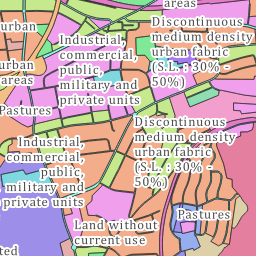 areas
urban
Industrial,
commercial,
public,
military and
private units
Discontinuous
medium density
urban fabric
(S.L. : 30% -
50%)
urban
areas
Pastures
Discontinuous
medium density
urban fabric
(S.L. : 30% -
50%)
Industrial,
commercial,
public,
military and
private units
Pastures
Land without
current use